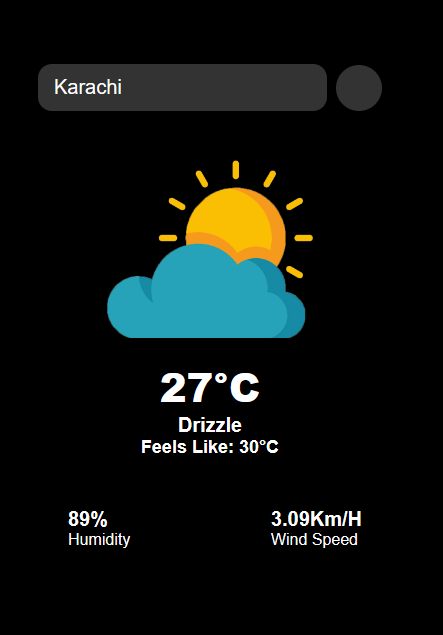 Karachi
27°C
Drizzle
Feels Like: 30°C
89%
Humidity
3.09Km/H
Wind Speed